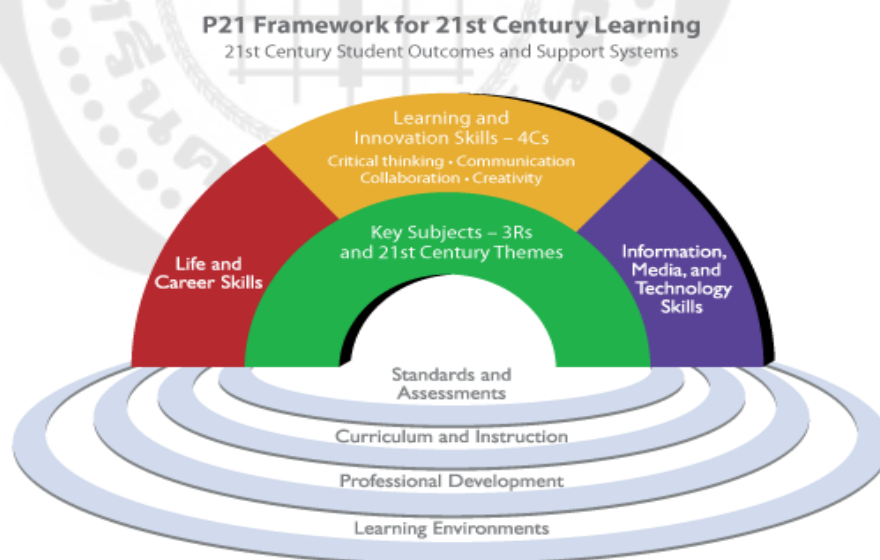 P21 Framework for 21st Century Learning
21st Century Student Outcomes and Support Systems
Learning and
Innovation Skills – 4Cs
Critical thinking • Communication
Collaboration • Creativity
Key Subjects – 3Rs
and 21st Century Themes
Life and
Career Skills
Information,
Media, and
Technology
Skills
Standards and
Assessments
Curriculum and Instruction
Professional Development
Learning Environments